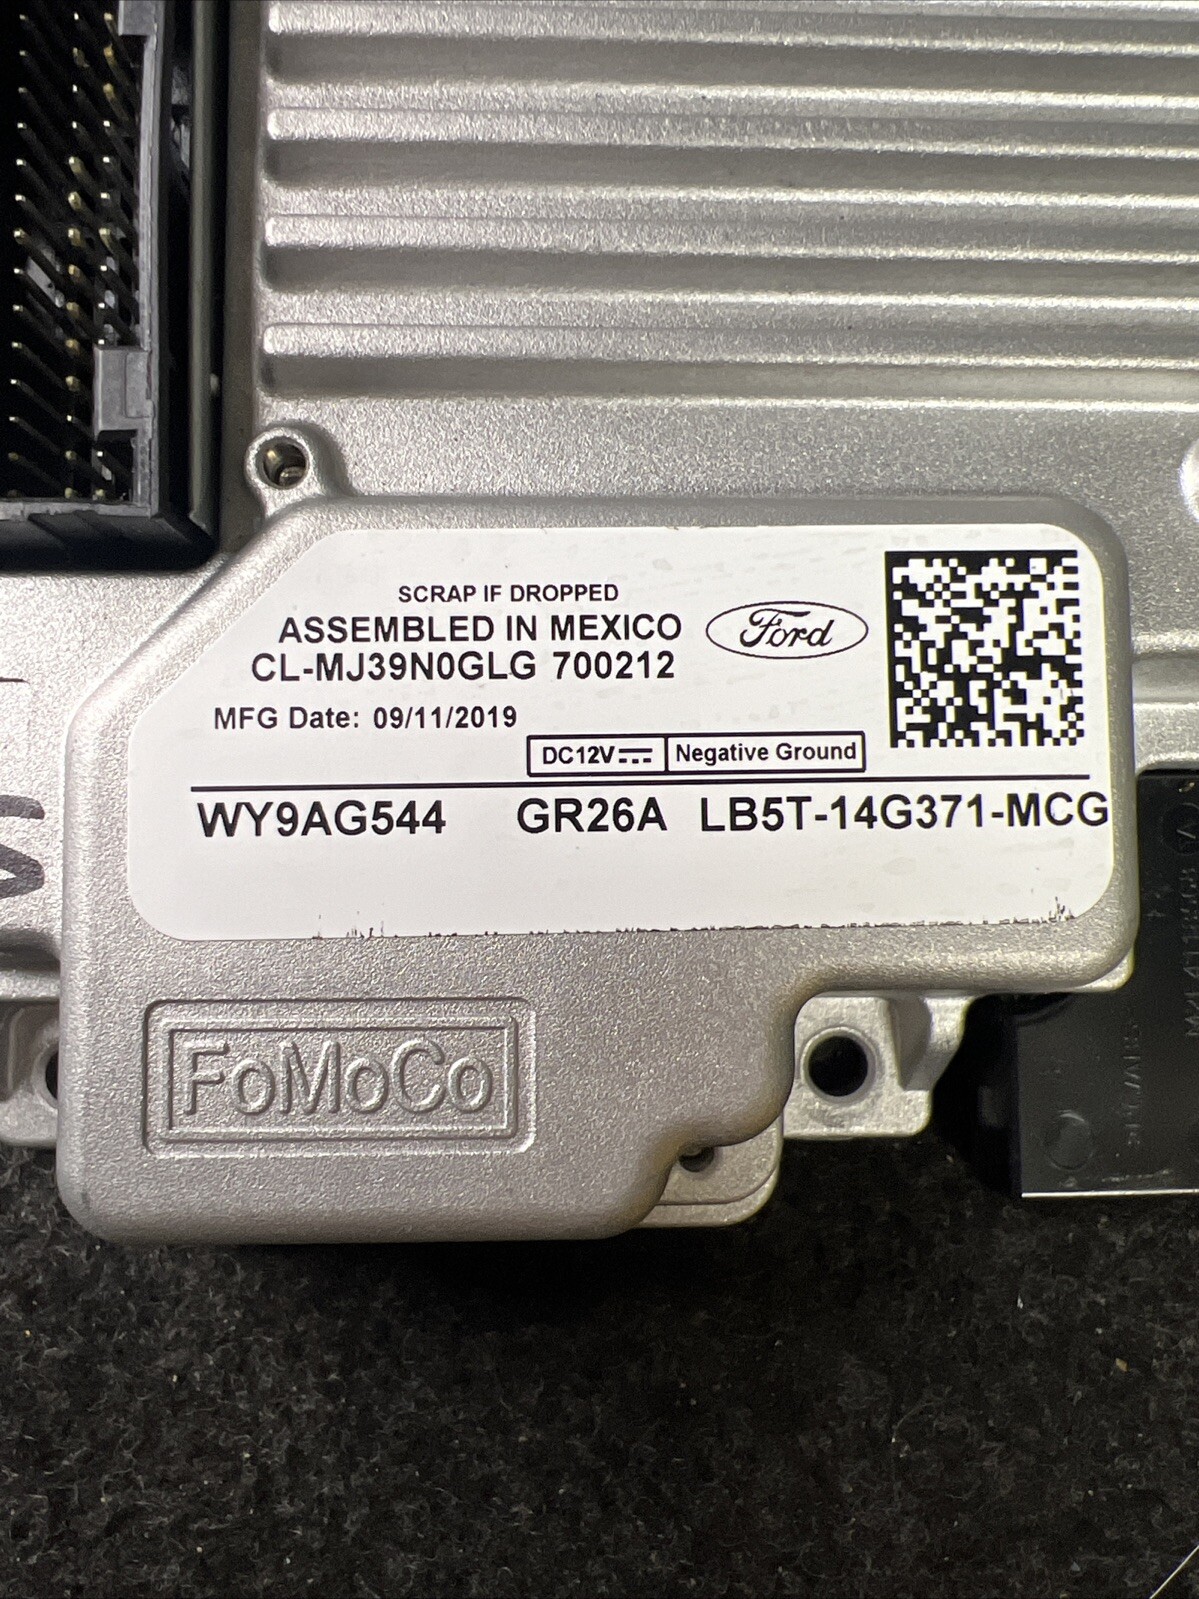 SCRAP IF DROPPED
ASSEMBLED IN MEXICO
CL-MJ39N0GLG 700212
Ford
MFG Date: 09/11/2019
DC12V Negative Ground
WY9AG544 GR26A LB5T-14G371-MCG
FoMoCo